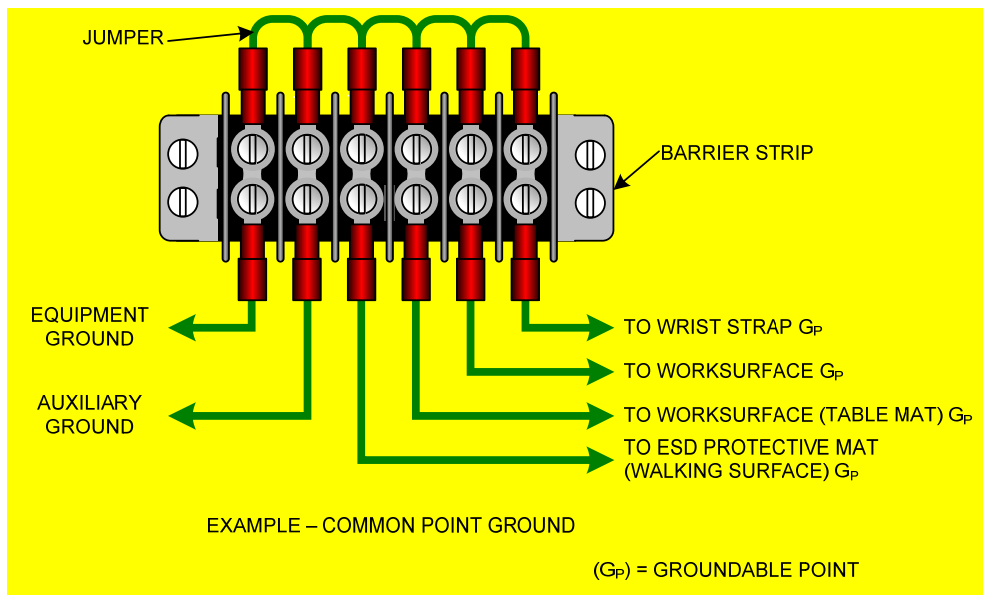 JUMPER
BARRIER STRIP
EQUIPMENT
GROUND
TO WRIST STRAP GP
TO WORKSURFACE GP
AUXILIARY
GROUND
TO WORKSURFACE (TABLE MAT) GP
TO ESD PROTECTIVE MAT
(WALKING SURFACE) GP
EXAMPLE – COMMON POINT GROUND
(GP) = GROUNDABLE POINT